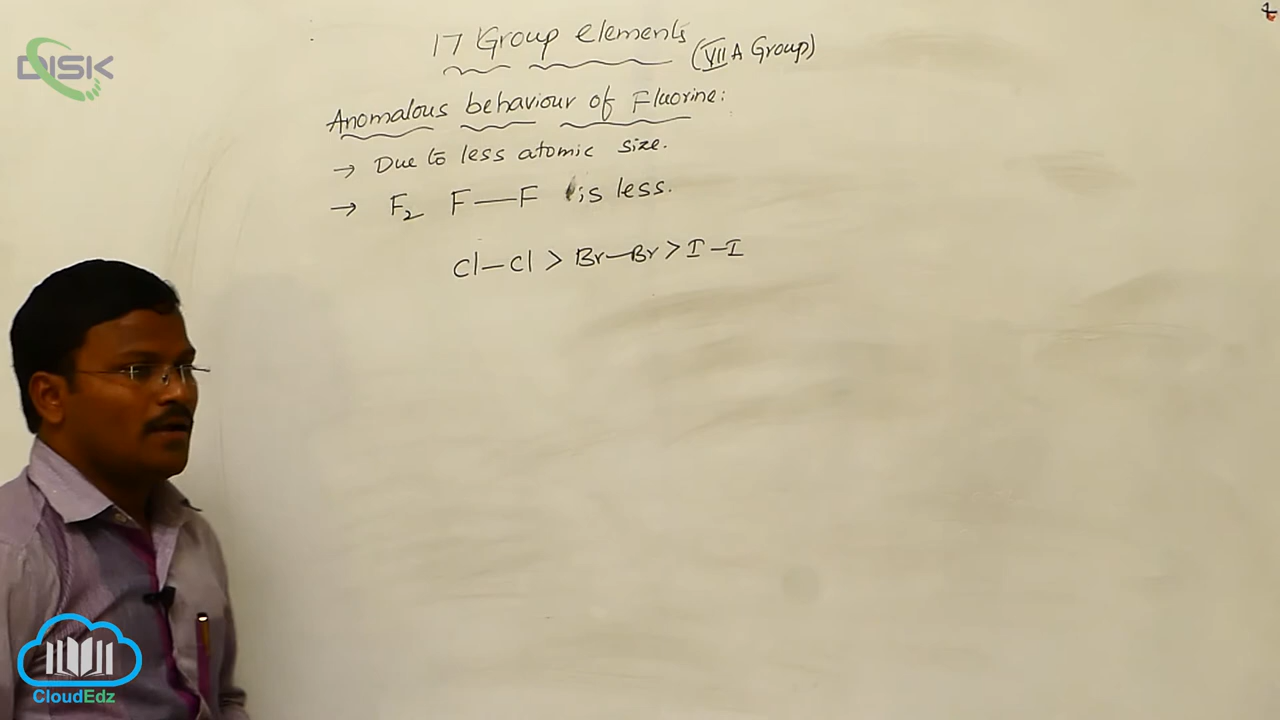 DISK
17 Group elements
(VII A Group)
Anomalous behaviour of Fluorine:
→ Due to less atomic size.
→ F₂ F—F is less.
Cl—Cl > Br—Br > I—I
CloudEdz